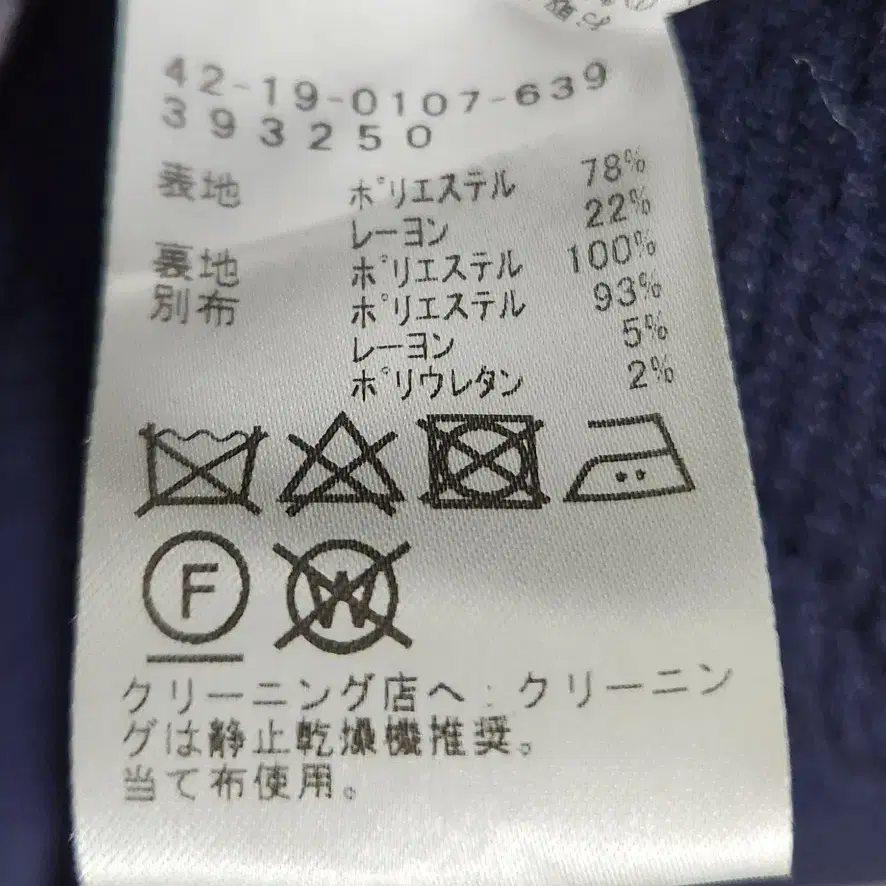 42-19-0107-639
393250
表地 ポリエステル 78%
レーヨン 22%
裏地 ポリエステル 100%
別布 ポリエステル 93%
レーヨン 5%
ポリウレタン 2%
F W
クリーニング店へ:クリーニン
グは静止乾燥機推奨。
当て布使用。